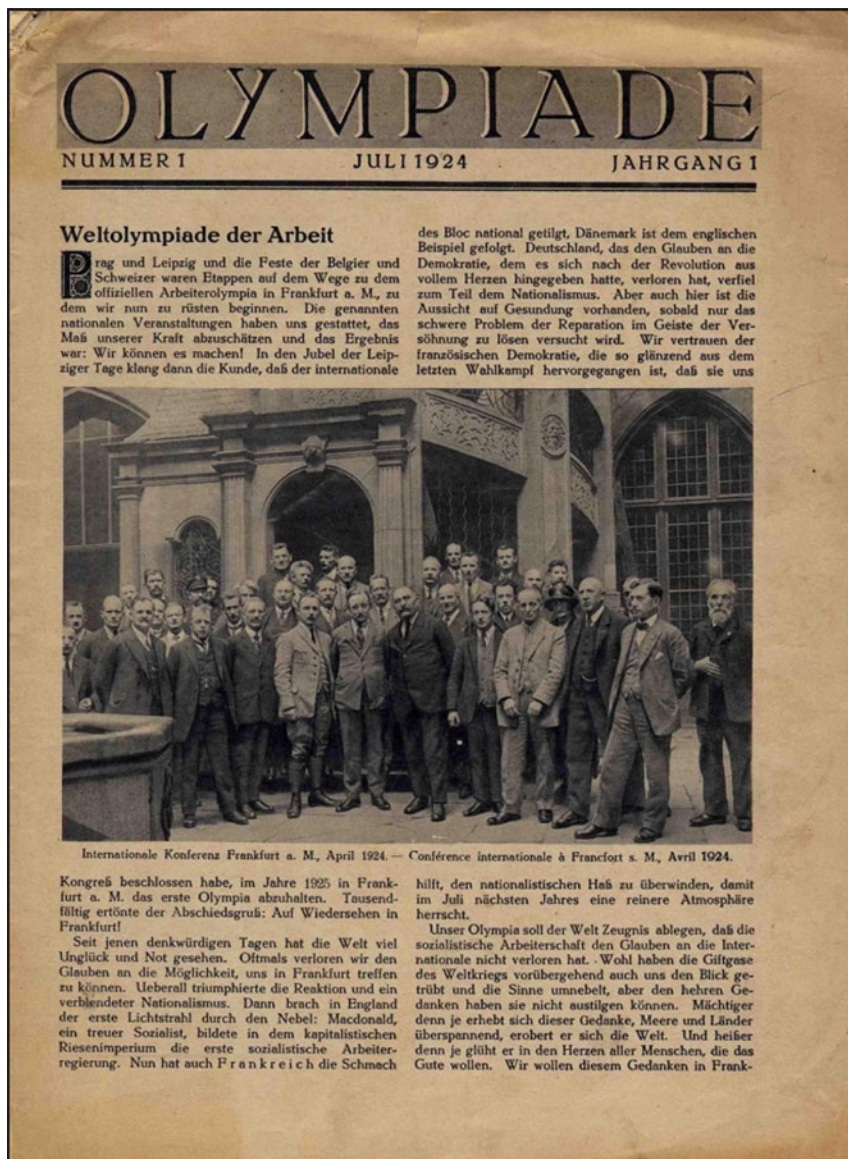 OLYMPIADE
NUMMER 1 JULI 1924 JAHRGANG 1
Weltolympiade der Arbeit
Prag und Leipzig und die Feste der Belgier und
Schweizer waren Etappen auf dem Wege zu dem
offiziellen Arbeiterolympia in Frankfurt a. M., zu
dem wir nun zu rüsten beginnen. Die genannten
nationalen Veranstaltungen haben uns gestattet, das
Maß unserer Kraft abzuschätzen und das Ergebnis
war: Wir können es machen! In den Jubel der Leip-
ziger Tage klang dann die Kunde, daß der internationale
des Bloc national getilgt, Dänemark ist dem englischen
Beispiel gefolgt. Deutschland, das den Glauben an die
Demokratie, dem es sich nach der Revolution aus
vollem Herzen hingegeben hatte, verloren hat, verfiel
zum Teil dem Nationalismus. Aber auch hier ist die
Aussicht auf Gesundung vorhanden, sobald nur das
schwere Problem der Reparation im Geiste der Ver-
söhnung zu lösen versucht wird. Wir vertrauen der
französischen Demokratie, die so glänzend aus dem
letzten Wahlkampf hervorgegangen ist, daß sie uns
Internationale Konferenz Frankfurt a. M., April 1924. — Conférence internationale à Francfort s. M., Avril 1924.
Kongreß beschlossen habe, im Jahre 1925 in Frank-
furt a. M. das erste Olympia abzuhalten. Tausend-
fältig ertönte der Abschiedsgruß: Auf Wiedersehen in
Frankfurt!
Seit jenen denkwürdigen Tagen hat die Welt viel
Unglück und Not gesehen. Oftmals verloren wir den
Glauben an die Möglichkeit, uns in Frankfurt treffen
zu können. Ueberall triumphierte die Reaktion und ein
verblendeter Nationalismus. Dann brach in England
der erste Lichtstrahl durch den Nebel: Macdonald,
ein treuer Sozialist, bildete in dem kapitalistischen
Riesenimperium die erste sozialistische Arbeiter-
regierung. Nun hat auch Frankreich die Schmach
hilft, den nationalistischen Haß zu überwinden, damit
im Juli nächsten Jahres eine reinere Atmosphäre
herrscht.
Unser Olympia soll der Welt Zeugnis ablegen, daß die
sozialistische Arbeiterschaft den Glauben an die Inter-
nationale nicht verloren hat. Wohl haben die Giftgase
des Weltkriegs vorübergehend auch uns den Blick ge-
trübt und die Sinne umnebelt, aber den hehren Ge-
danken haben sie nicht austilgen können. Mächtiger
denn je erhebt sich dieser Gedanke, Meere und Länder
überspannend, erobert er sich die Welt. Und heißer
denn je glüht er in den Herzen aller Menschen, die das
Gute wollen. Wir wollen diesem Gedanken in Frank-